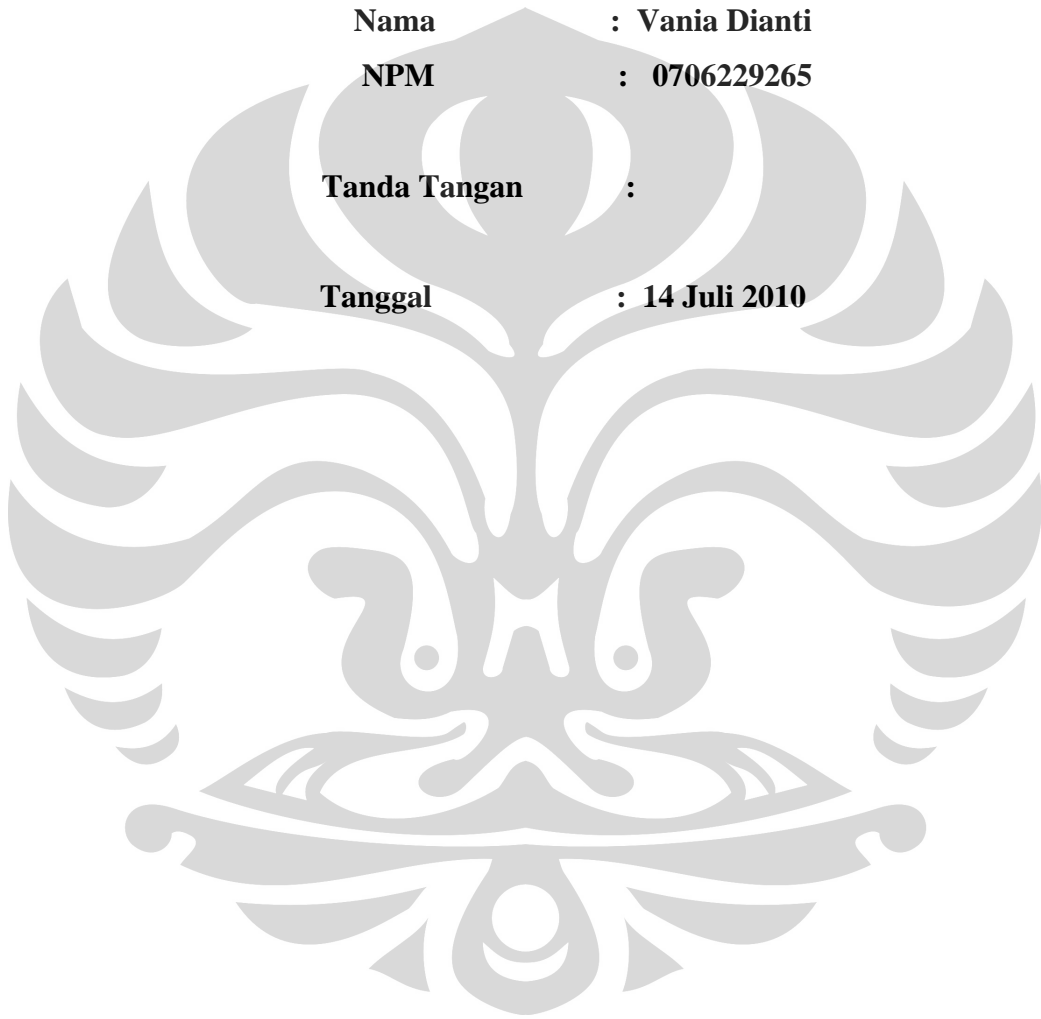 Nama : Vania Dianti
NPM : 0706229265
Tanda Tangan :
Tanggal : 14 Juli 2010